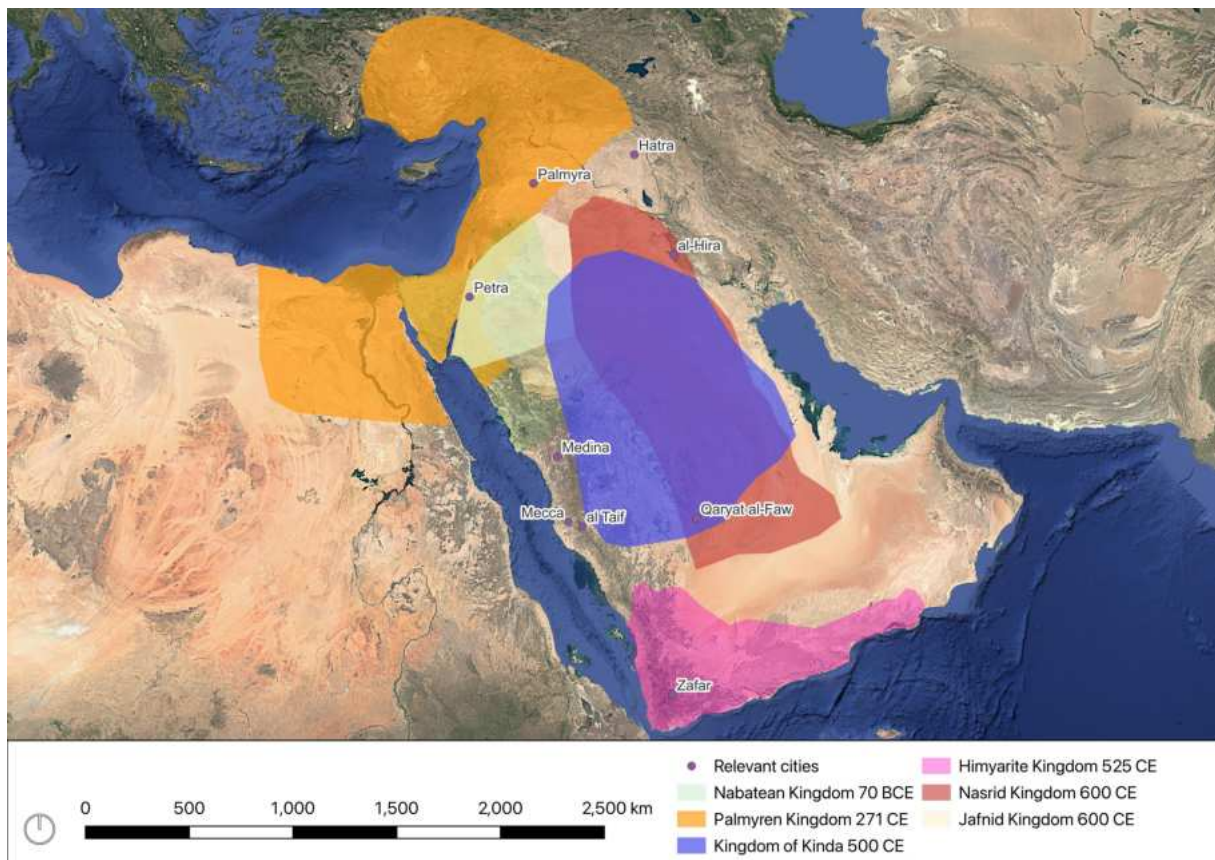 Hatra
Palmyra
al-Hira
Petra
Medina
Mecca
al Taif
Qaryat al-Faw
Zafar
0 500 1,000 1,500 2,000 2,500 km
Relevant cities
Nabatean Kingdom 70 BCE
Palmyren Kingdom 271 CE
Kingdom of Kinda 500 CE
Himyarite Kingdom 525 CE
Nasrid Kingdom 600 CE
Jafnid Kingdom 600 CE